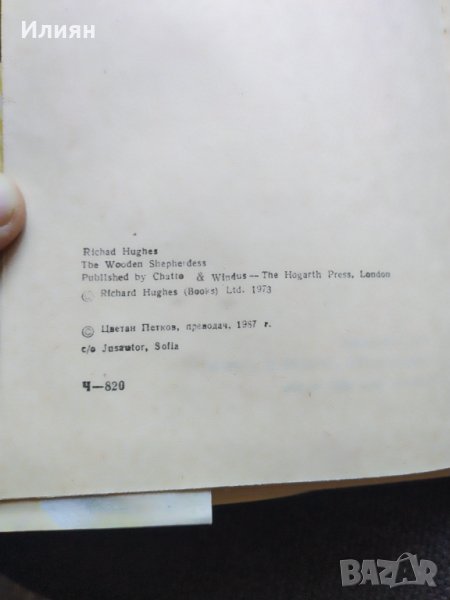 Илиян
Richad Hughes
The Wooden Shepherdess
Published by Chatto & Windus — The Hogarth Press, London
© Richard Hughes (Books) Ltd. 1973
© Цветан Петков, преводач, 1987 г.
c/o Jusautor, Sofia
Ч—820
BAZAR